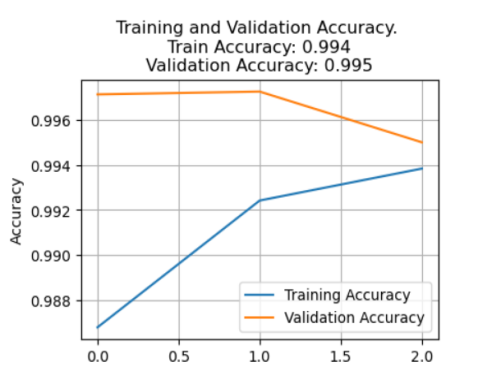 Training and Validation Accuracy.
Train Accuracy: 0.994
Validation Accuracy: 0.995
Accuracy
0.996
0.994
0.992
0.990
0.988
Training Accuracy
Validation Accuracy
0.0 0.5 1.0 1.5 2.0